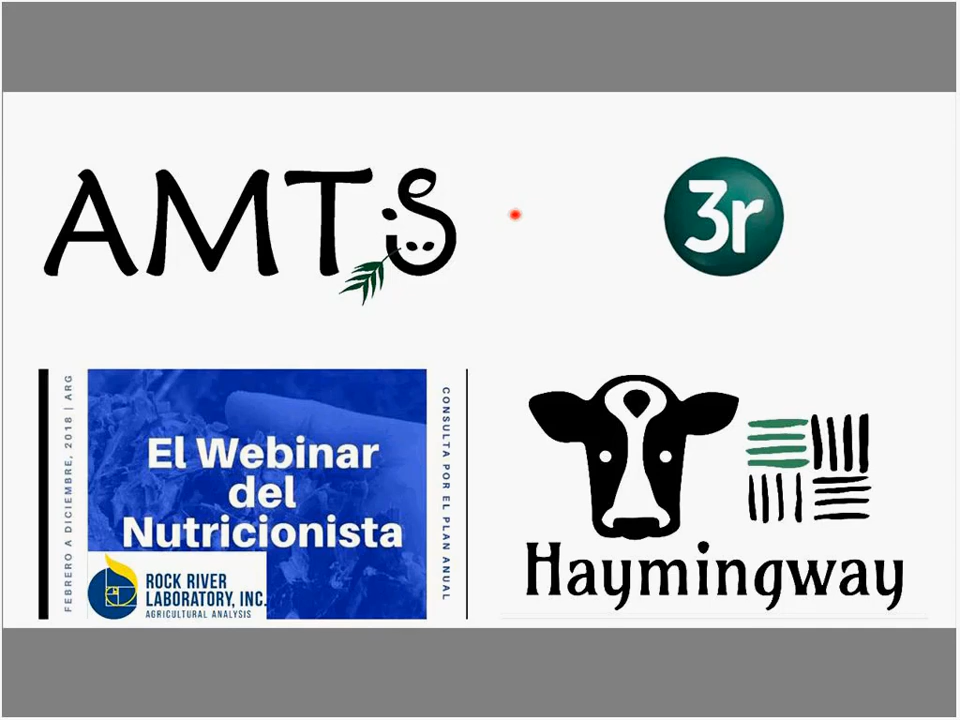 AMTS
3r
FEBRERO A DICIEMBRE, 2018 | ARG
El Webinar
del
Nutricionista
ROCK RIVER
LABORATORY, INC.
AGRICULTURAL ANALYSIS
CONSULTA POR EL PLAN ANUAL
Haymingway